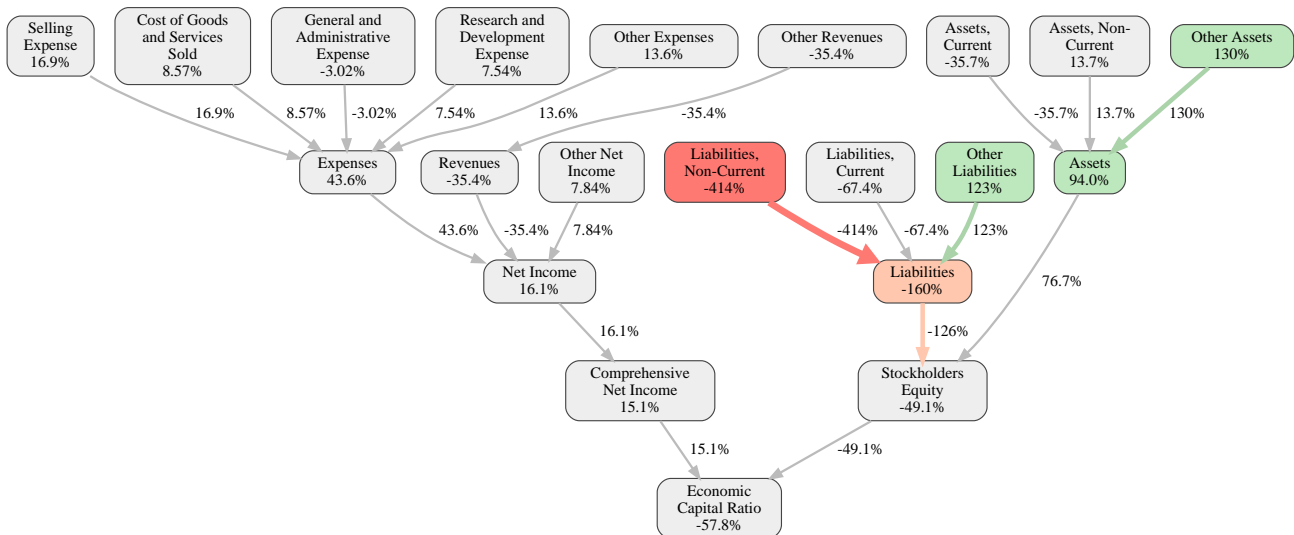 Selling
Expense
16.9%
Cost of Goods
and Services
Sold
8.57%
General and
Administrative
Expense
-3.02%
Research and
Development
Expense
7.54%
Other Expenses
13.6%
Other Revenues
-35.4%
Assets,
Current
-35.7%
Assets, Non-
Current
13.7%
Other Assets
130%
16.9%
8.57%
-3.02%
7.54%
13.6%
-35.4%
-35.7%
13.7%
130%
Expenses
43.6%
Revenues
-35.4%
Other Net
Income
7.84%
Liabilities,
Non-Current
-414%
Liabilities,
Current
-67.4%
Other
Liabilities
123%
Assets
94.0%
43.6%
-35.4%
7.84%
-414%
-67.4%
123%
76.7%
Net Income
16.1%
Liabilities
-160%
16.1%
-126%
Comprehensive
Net Income
15.1%
Stockholders
Equity
-49.1%
15.1%
-49.1%
Economic
Capital Ratio
-57.8%